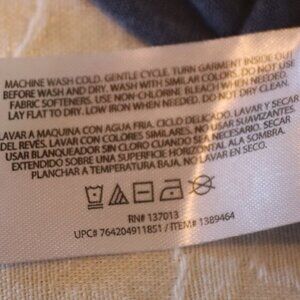 MACHINE WASH COLD. GENTLE CYCLE. TURN GARMENT INSIDE OUT
BEFORE WASH AND DRY. WASH WITH SIMILAR COLORS. DO NOT USE
FABRIC SOFTENERS. USE NON-CHLORINE BLEACH WHEN NEEDED.
LAY FLAT TO DRY. LOW IRON WHEN NEEDED. DO NOT DRY CLEAN.
LAVAR A MAQUINA CON AGUA FRIA. CICLO DELICADO. LAVAR Y SECAR
DEL REVES. LAVAR CON COLORES SIMILARES. NO USAR SUAVIZANTES
USAR BLANQUEADOR SIN CLORO CUANDO SEA NECESARIO. SECAR
EXTENDIDO SOBRE UNA SUPERFICIE HORIZONTAL ALA SOMBRA.
PLANCHAR A TEMPERATURA BAJA, NO LAVAR EN SECO
RN# 137013
UPC# 764204911851 / ITEM# 1389464